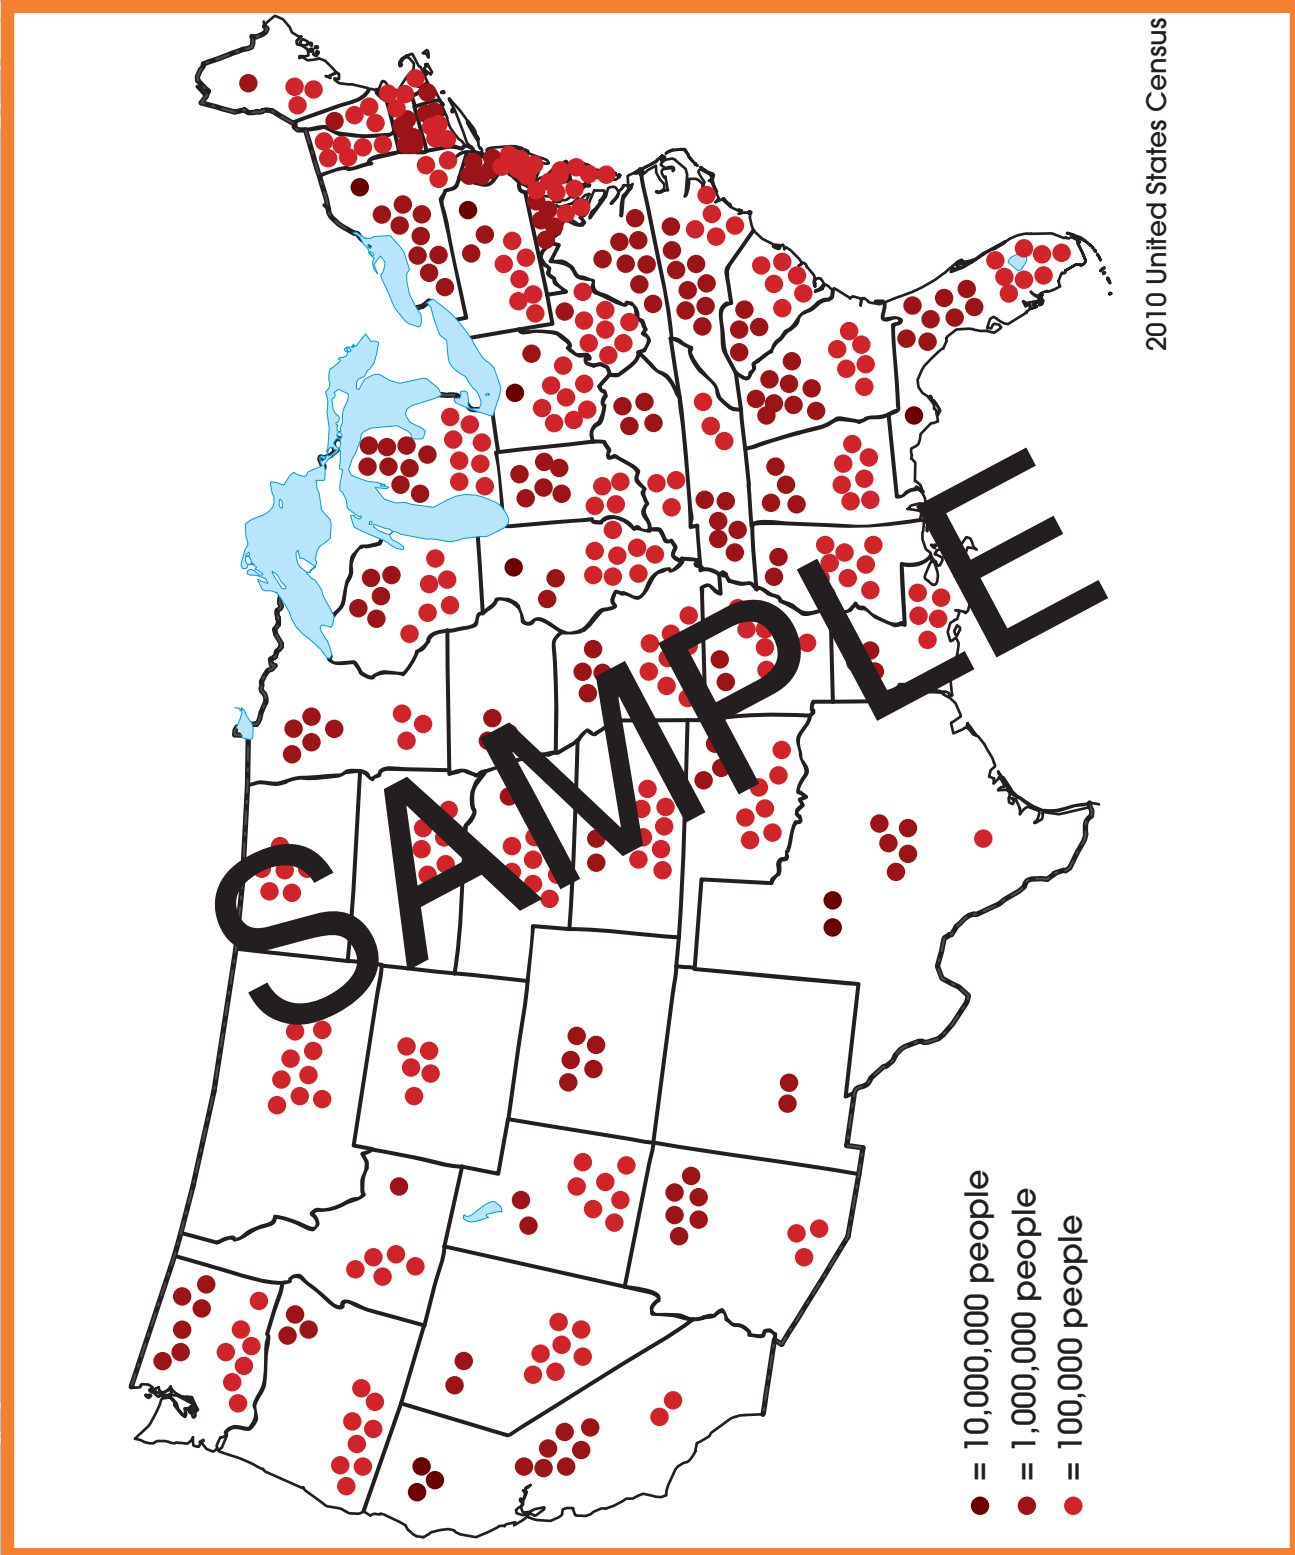 2010 United States Census
SAMPLE
= 10,000,000 people
= 1,000,000 people
= 100,000 people